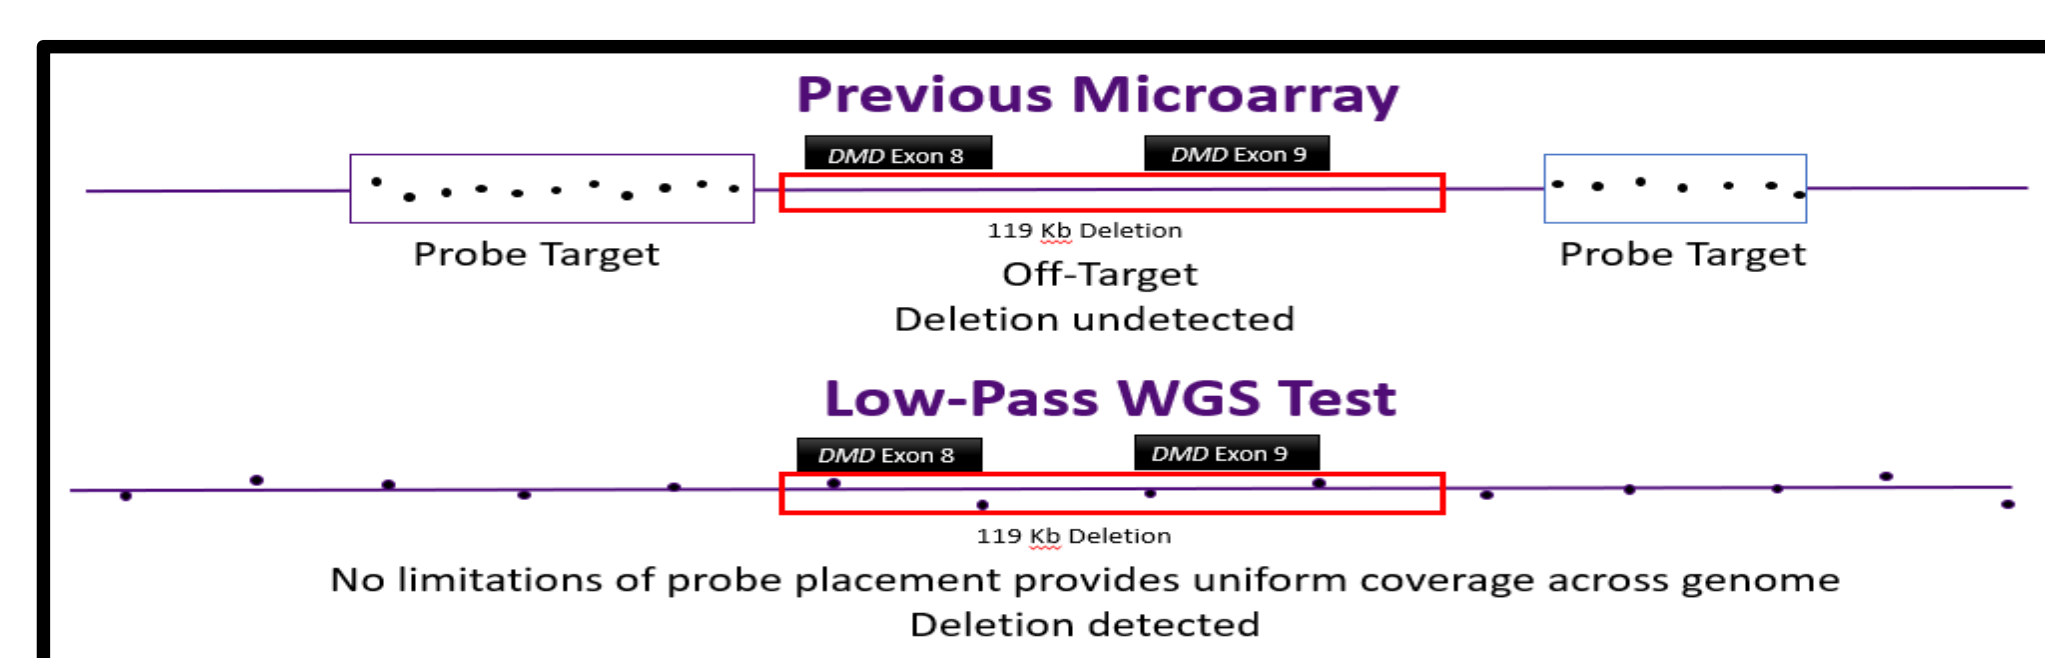 Previous Microarray
DMD Exon 8
DMD Exon 9
119 Kb Deletion
Probe Target
Probe Target
Off-Target
Deletion undetected
Low-Pass WGS Test
DMD Exon 8
DMD Exon 9
119 Kb Deletion
No limitations of probe placement provides uniform coverage across genome
Deletion detected